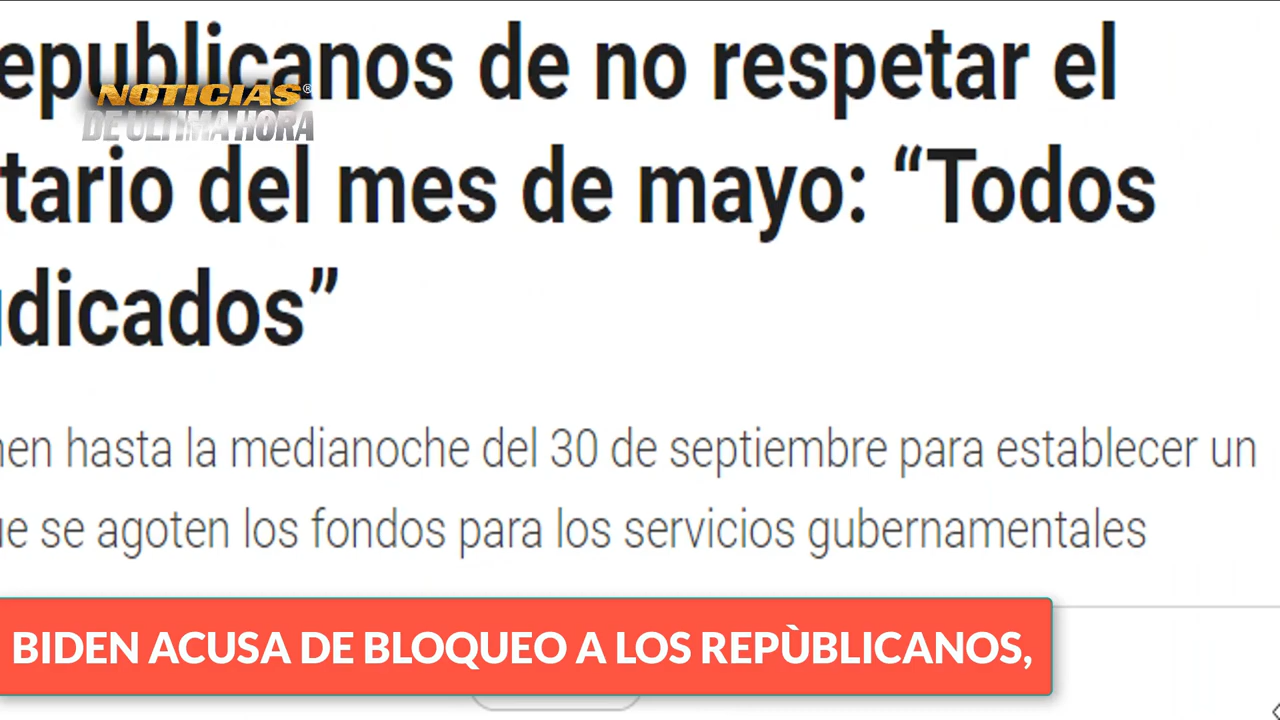 epublicanos de no respetar el
NOTICIAS®
DE ULTIMA HORA
tario del mes de mayo: “Todos
udicados”
nen hasta la medianoche del 30 de septiembre para establecer un
ue se agoten los fondos para los servicios gubernamentales
BIDEN ACUSA DE BLOQUEO A LOS REPÙBLICANOS,